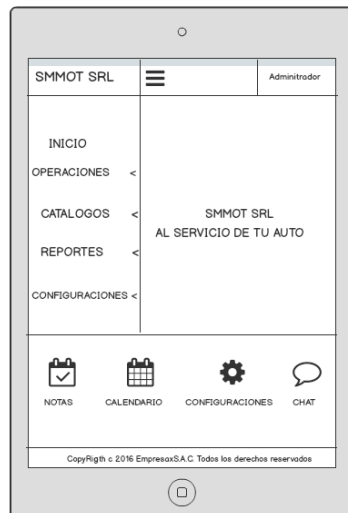 SMMOT SRL
Adminitrador
INICIO
OPERACIONES <
CATALOGOS <
REPORTES <
CONFIGURACIONES <
SMMOT SRL
AL SERVICIO DE TU AUTO
NOTAS
CALENDARIO
CONFIGURACIONES
CHAT
CopyRigth c 2016 EmpresaxS.A.C. Todos los derechos reservados